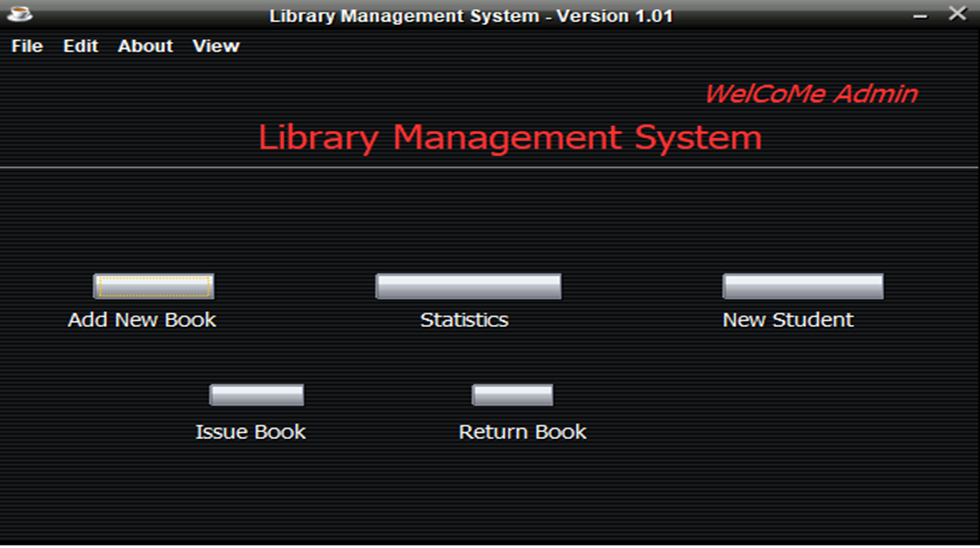 Library Management System - Version 1.01
File Edit About View
WelCoMe Admin
Library Management System
Add New Book Statistics New Student
Issue Book Return Book